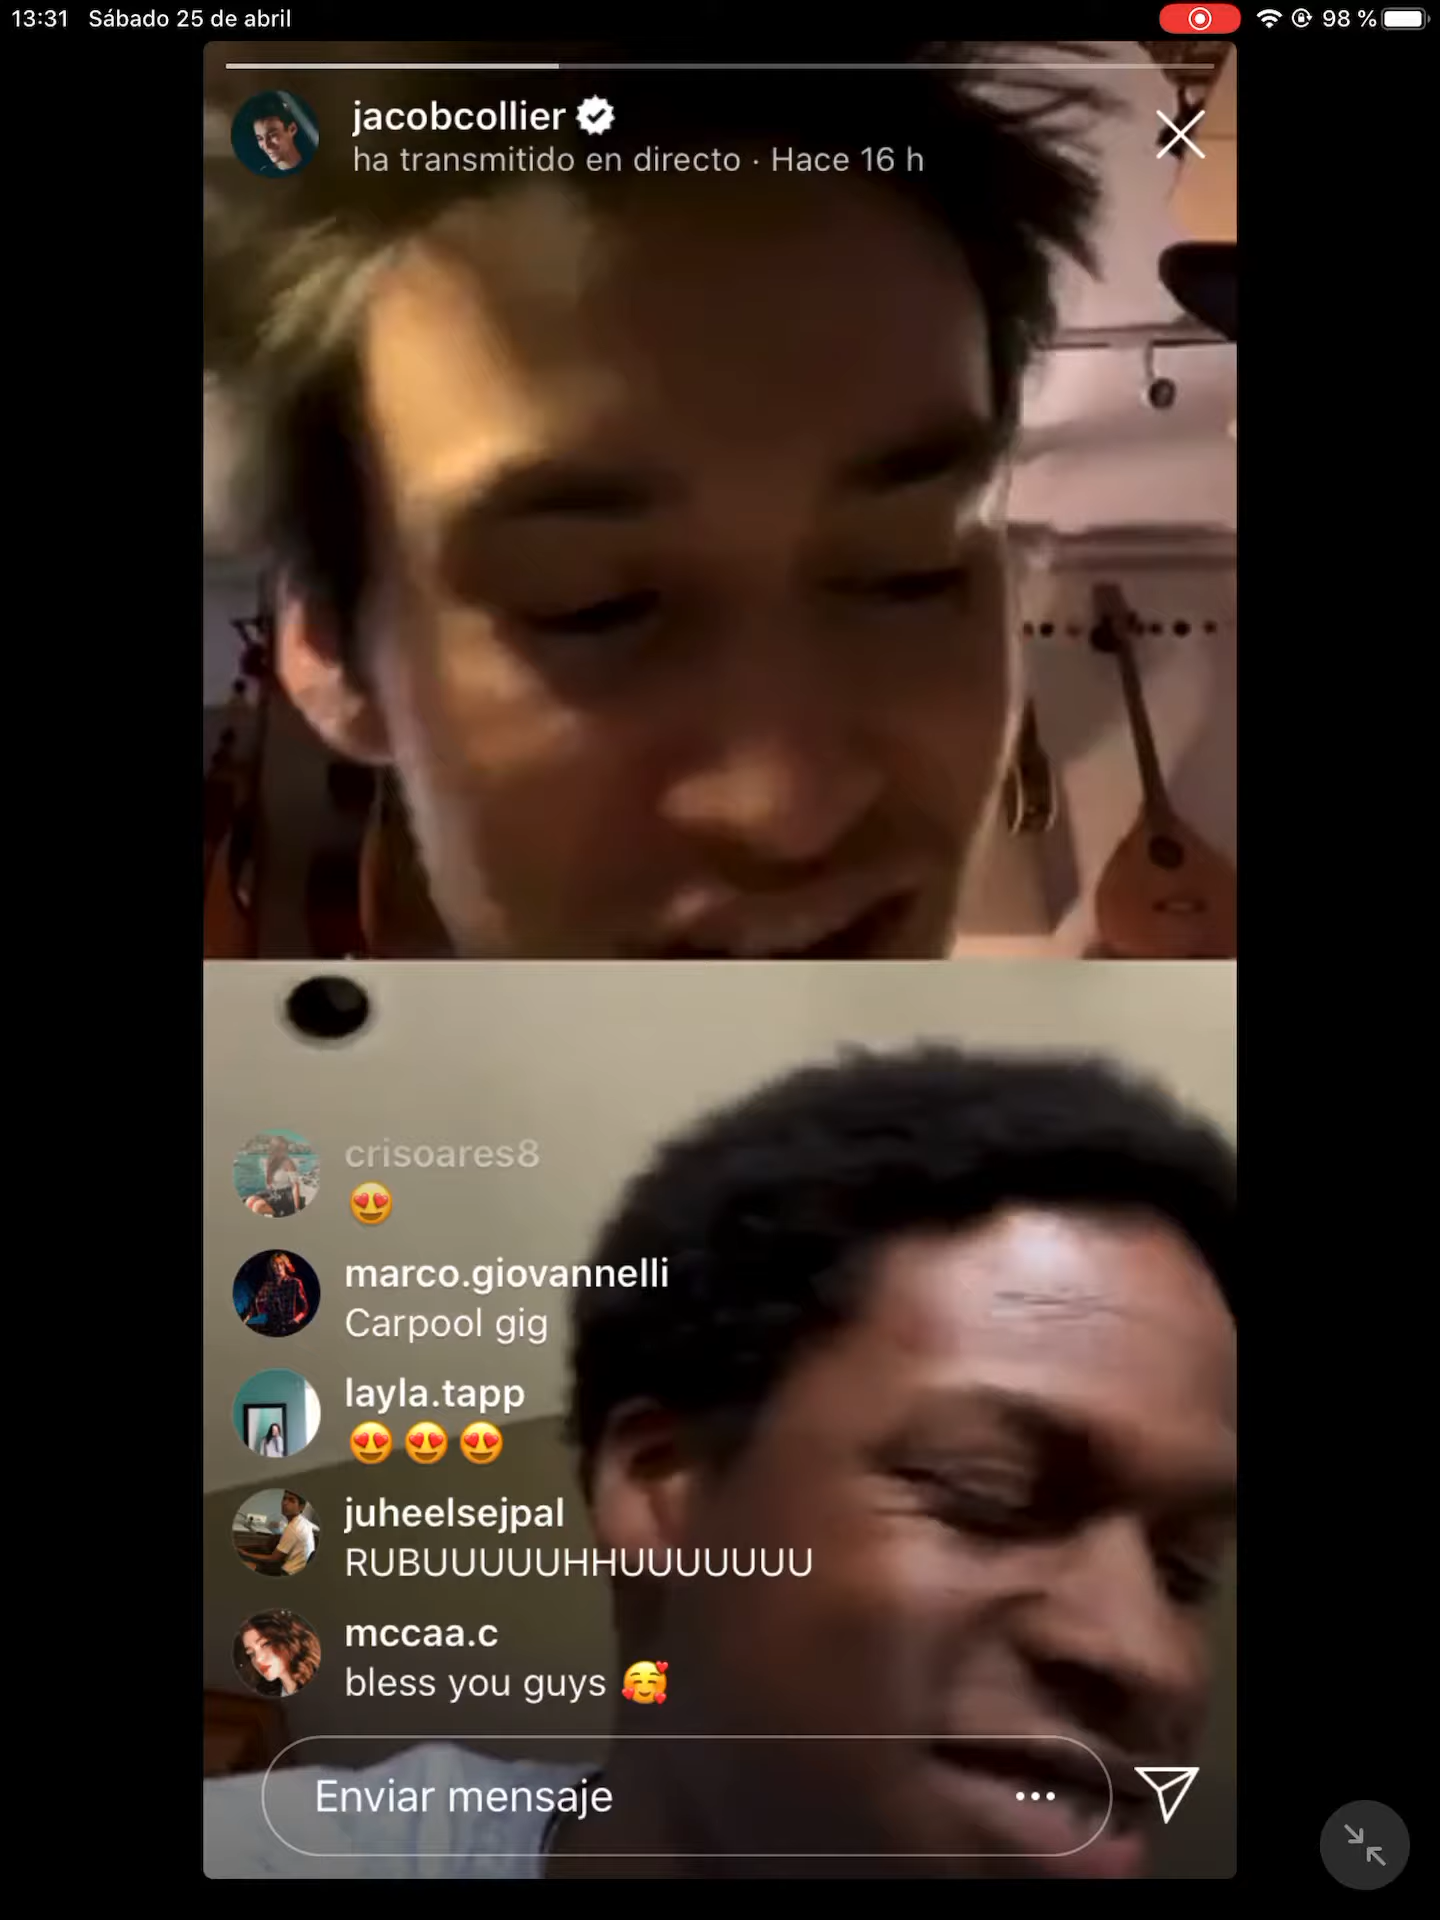 13:31 Sábado 25 de abril
98 %
jacobcollier
ha transmitido en directo · Hace 16 h
crisoares8
😍
marco.giovannelli
Carpool gig
layla.tapp
😍😍😍
juheelsejpal
RUBUUUUUHHUUUUUUU
mccaa.c
bless you guys 🥰
Enviar mensaje